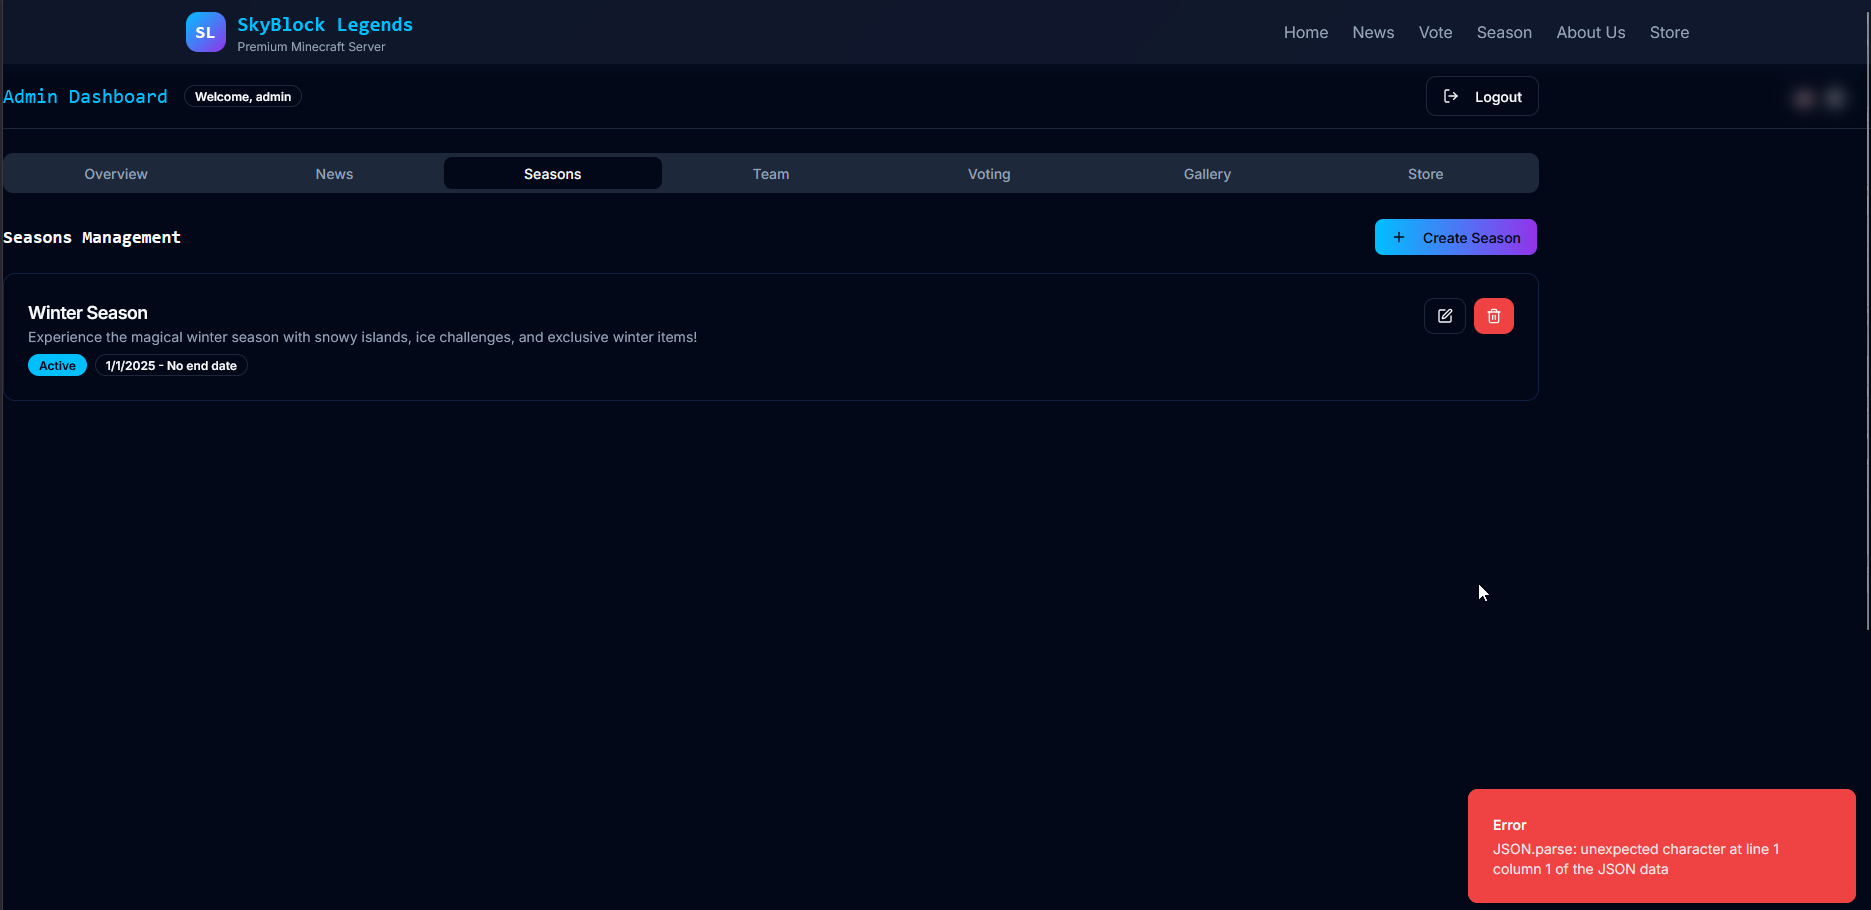 SL
SkyBlock Legends
Premium Minecraft Server
Home News Vote Season About Us Store
Admin Dashboard
Welcome, admin
Logout
Overview News Seasons Team Voting Gallery Store
Seasons Management
+ Create Season
Winter Season
Experience the magical winter season with snowy islands, ice challenges, and exclusive winter items!
Active
1/1/2025 - No end date
Error
JSON.parse: unexpected character at line 1
column 1 of the JSON data